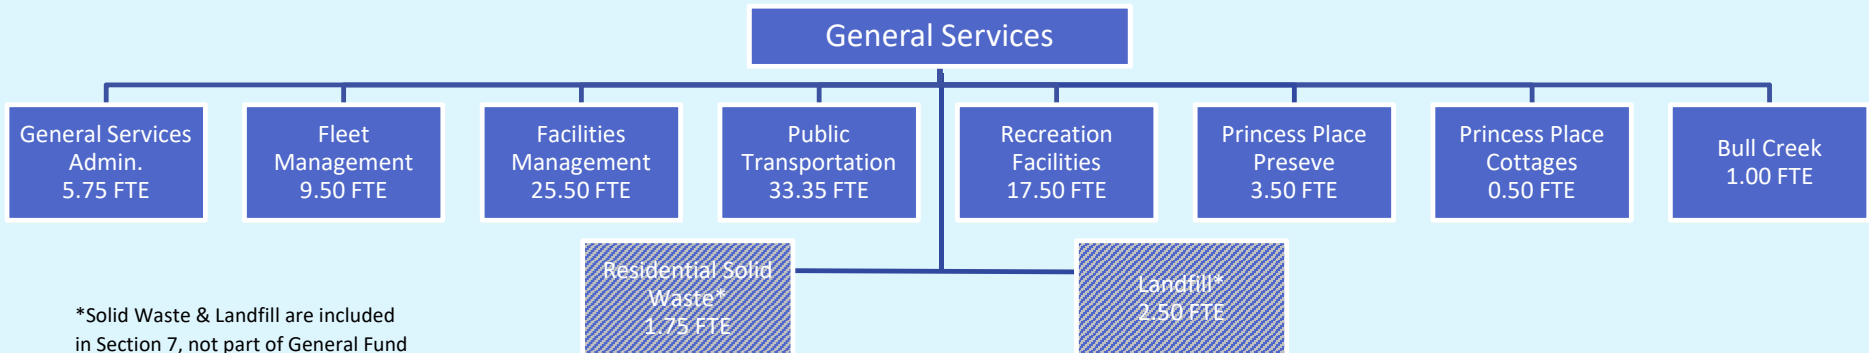 General Services
General Services
Admin.
5.75 FTE
Fleet
Management
9.50 FTE
Facilities
Management
25.50 FTE
Public
Transportation
33.35 FTE
Recreation
Facilities
17.50 FTE
Princess Place
Preseve
3.50 FTE
Princess Place
Cottages
0.50 FTE
Bull Creek
1.00 FTE
Residential Solid
Waste*
1.75 FTE
Landfill*
2.50 FTE
*Solid Waste & Landfill are included
in Section 7, not part of General Fund